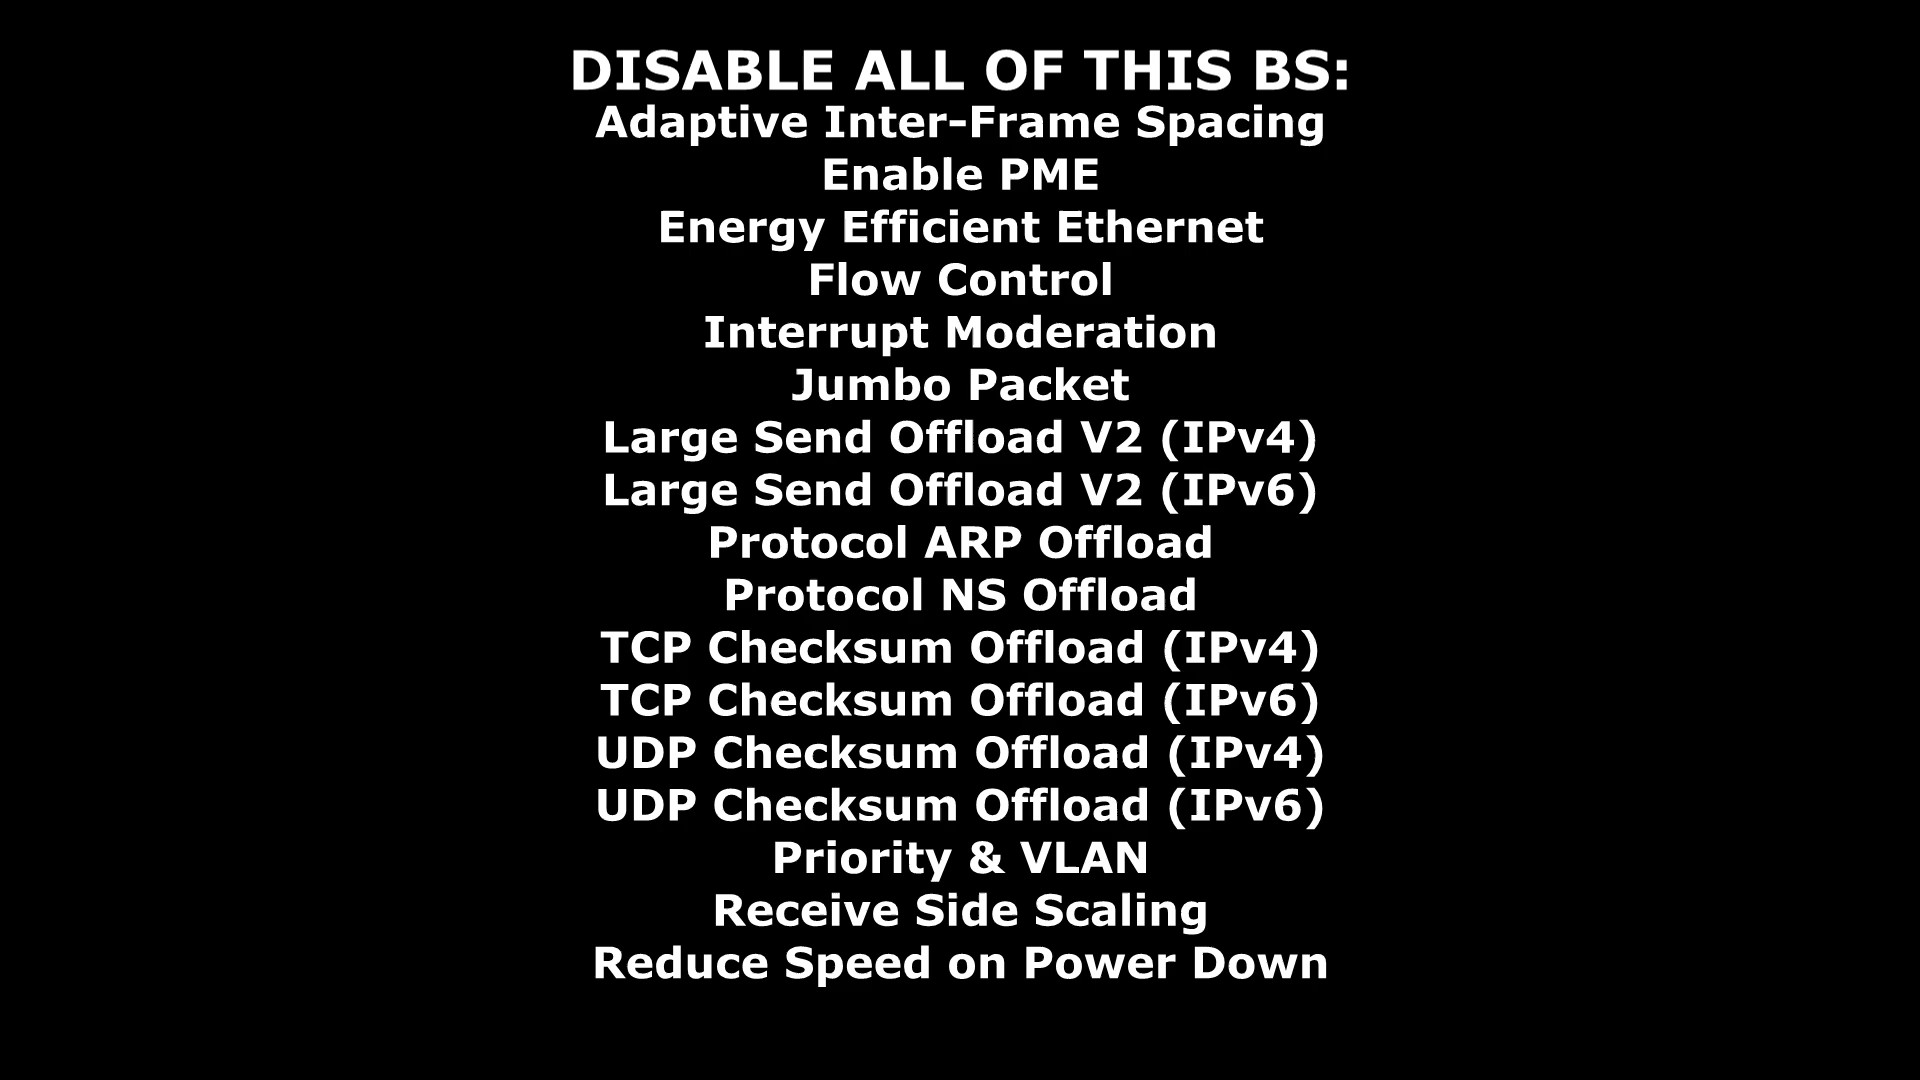 DISABLE ALL OF THIS BS:
Adaptive Inter-Frame Spacing
Enable PME
Energy Efficient Ethernet
Flow Control
Interrupt Moderation
Jumbo Packet
Large Send Offload V2 (IPv4)
Large Send Offload V2 (IPv6)
Protocol ARP Offload
Protocol NS Offload
TCP Checksum Offload (IPv4)
TCP Checksum Offload (IPv6)
UDP Checksum Offload (IPv4)
UDP Checksum Offload (IPv6)
Priority & VLAN
Receive Side Scaling
Reduce Speed on Power Down